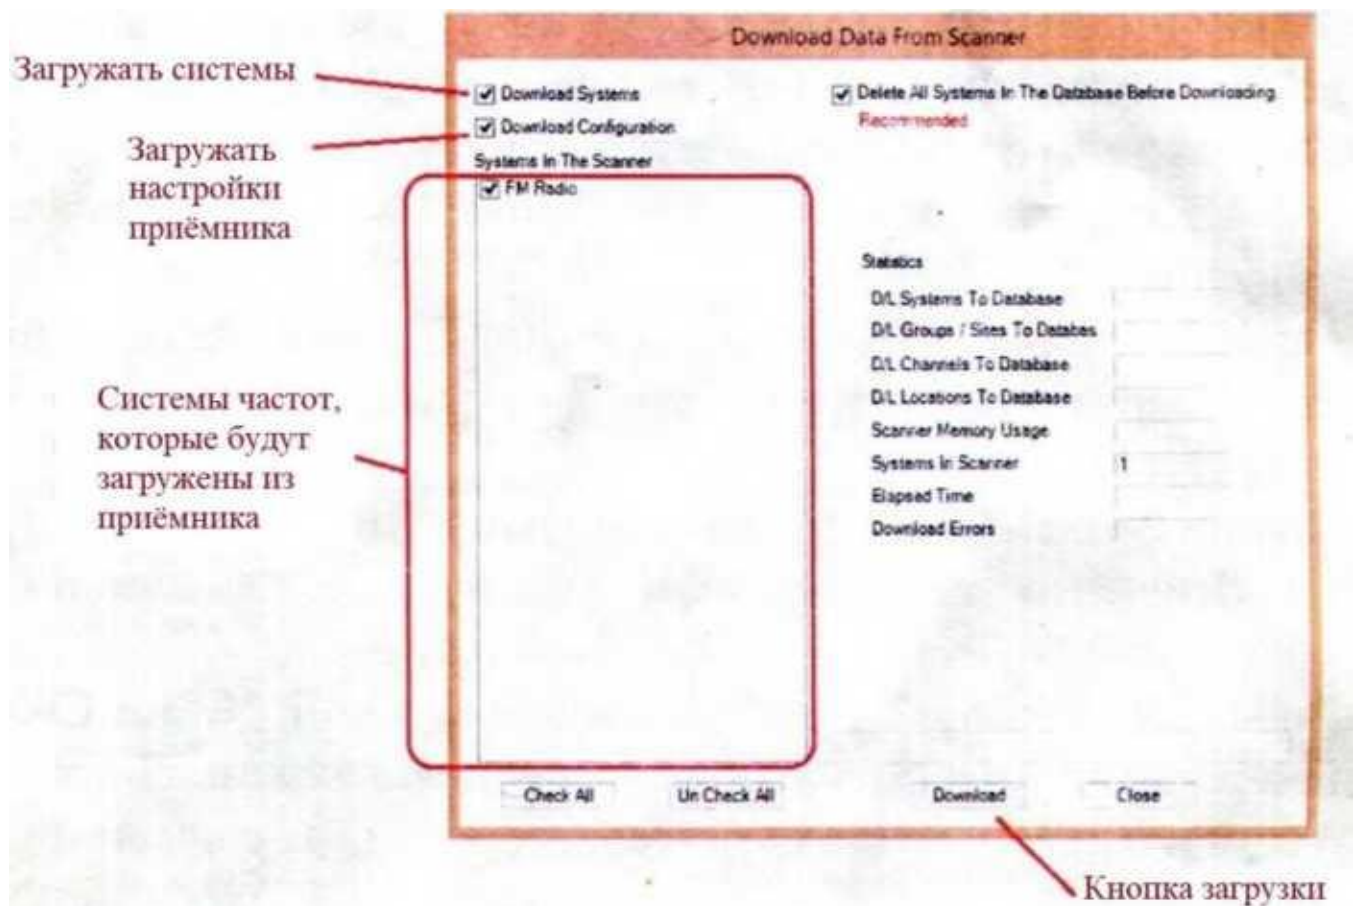 Download Data From Scanner
Загружать системы
Download Systems
Delete All Systems In The Database Before Downloading
Recommended
Download Configuration
Загружать
настройки
приёмника
Systems In The Scanner
FM Radio
Statistics
D/L Systems To Database
D/L Groups / Sites To Databes
D/L Channels To Database
D/L Locations To Database
Scanner Memory Usage
Systems In Scanner 1
Elapsed Time
Download Errors
Системы частот,
которые будут
загружены из
приёмника
Check All
Un Check All
Download
Close
Кнопка загрузки